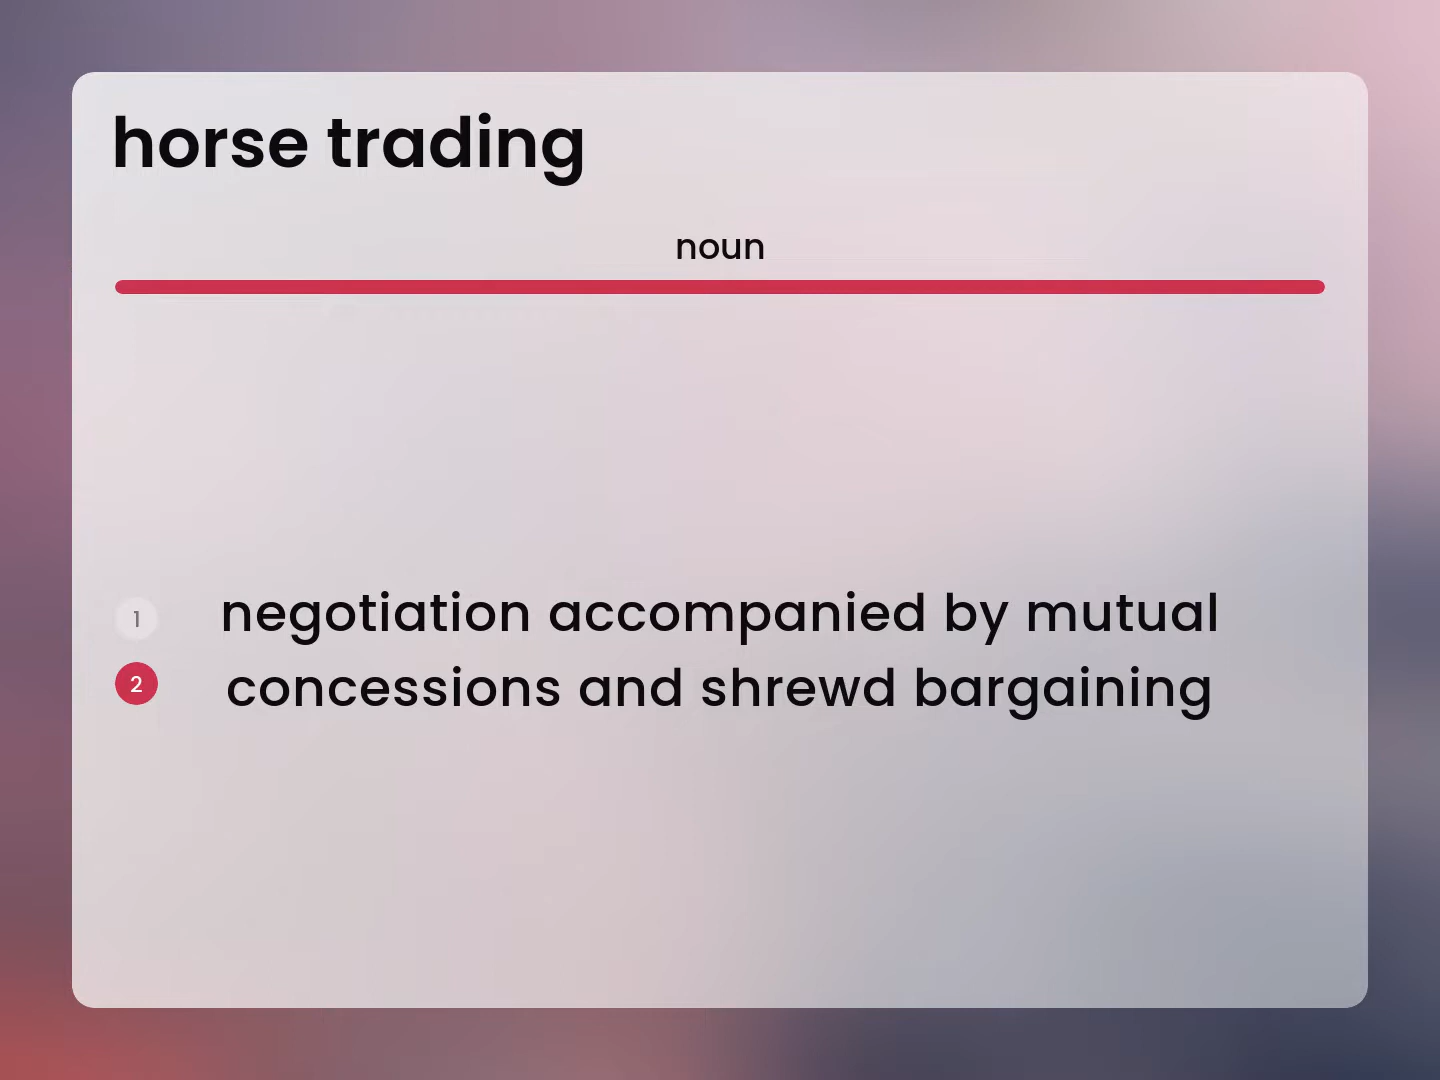 horse trading
noun
1
2
negotiation accompanied by mutual
concessions and shrewd bargaining